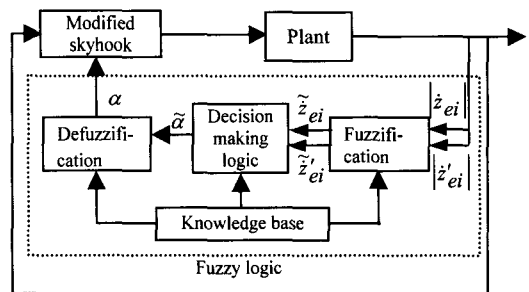 Modified
skyhook
Plant
α
Defuzzifi-
cation
α̃
Decision
making
logic
z̃̇ei
z̃̇′ei
Fuzzifi-
cation
|żei|
|ż′ei|
Knowledge base
Fuzzy logic